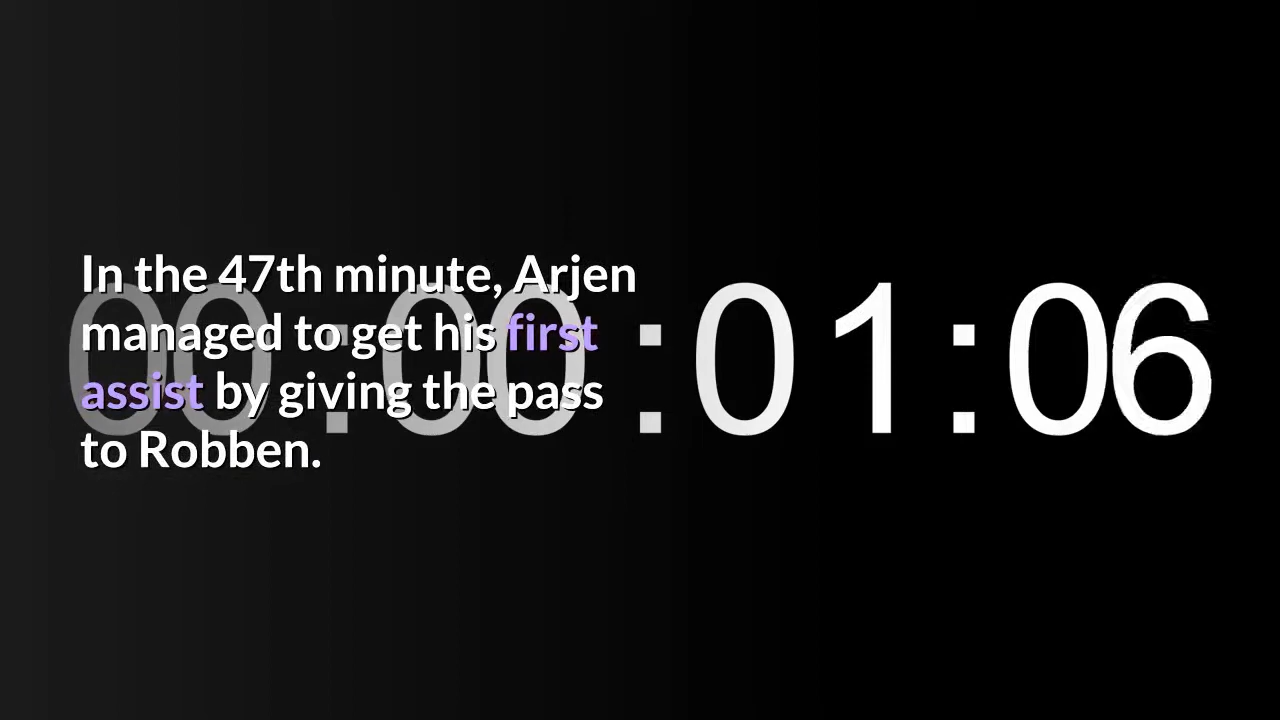 In the 47th minute, Arjen
managed to get his first
assist by giving the pass
to Robben.
00:00:01:06